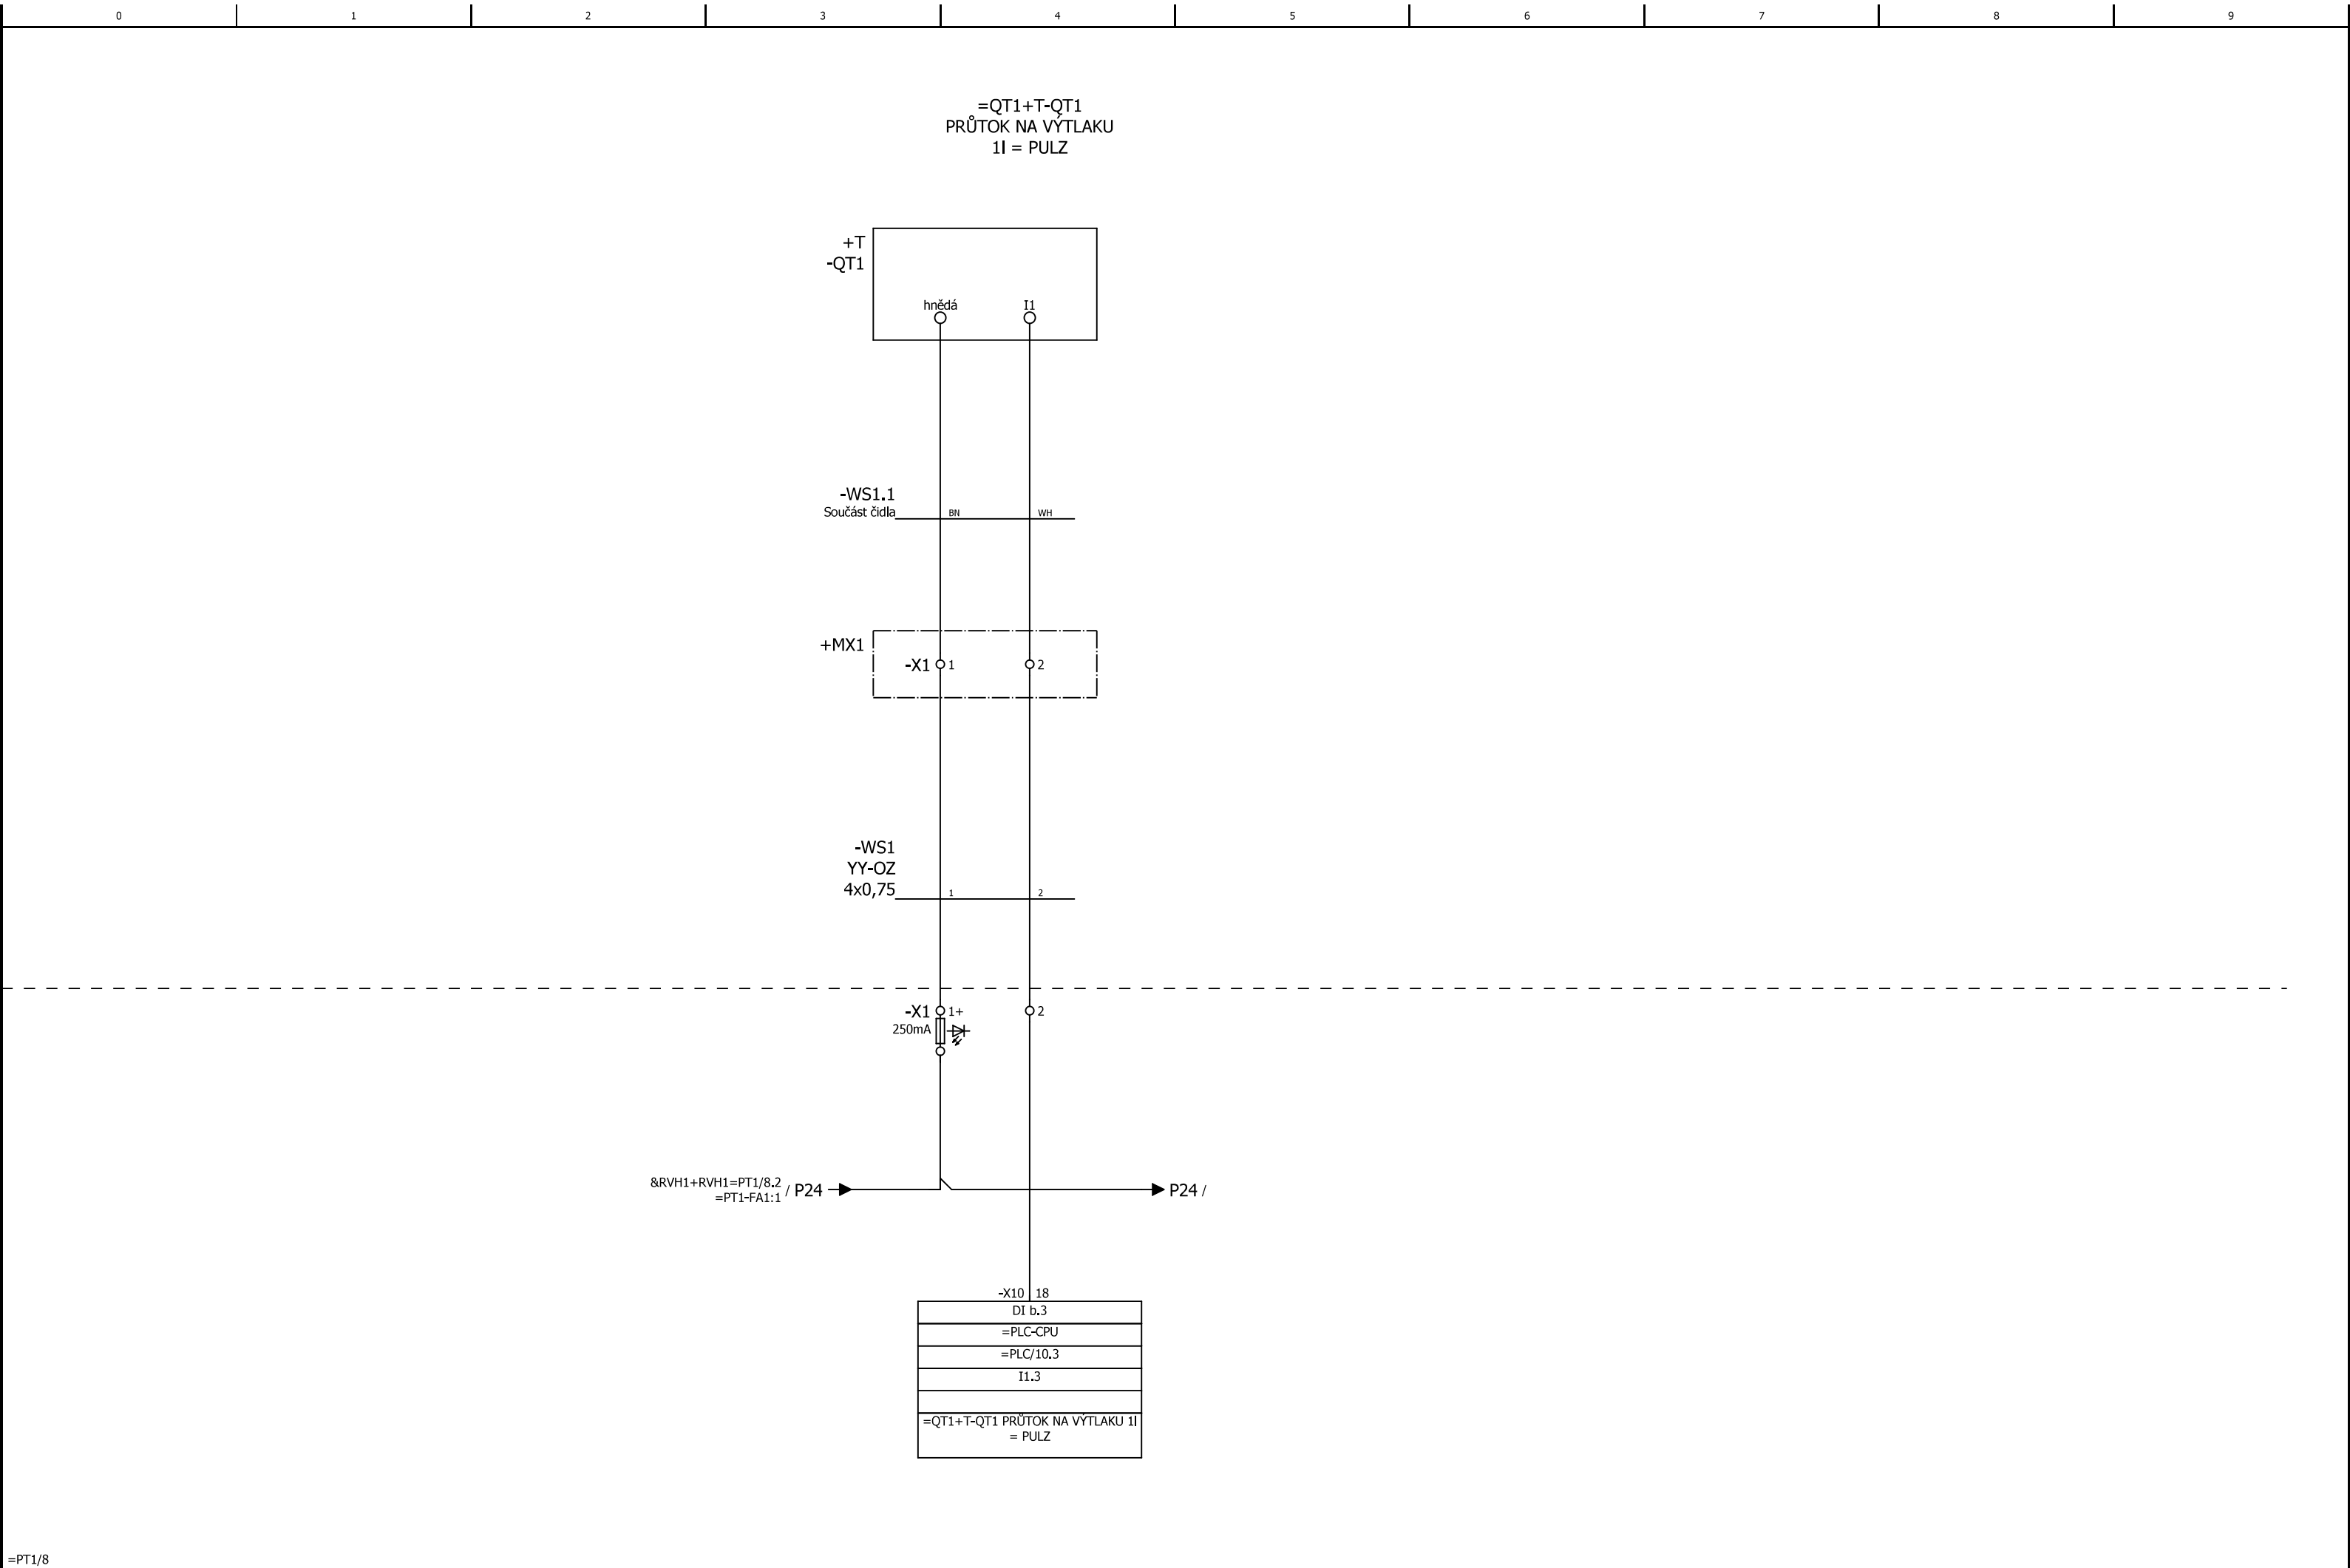 0 1 2 3 4 5 6 7 8 9
=QT1+T-QT1
PRŮTOK NA VÝTLAKU
1l = PULZ
+T
-QT1
hnědá I1
-WS1.1
Součást čidla BN WH
+MX1
-X1 1 2
-WS1
YY-OZ
4x0,75 1 2
-X1 1+ 2
250mA
&RVH1+RVH1=PT1/8.2
=PT1-FA1:1 / P24 P24 /
-X10 18
DI b.3
=PLC-CPU
=PLC/10.3
I1.3
=QT1+T-QT1 PRŮTOK NA VÝTLAKU 1l
= PULZ
=PT1/8